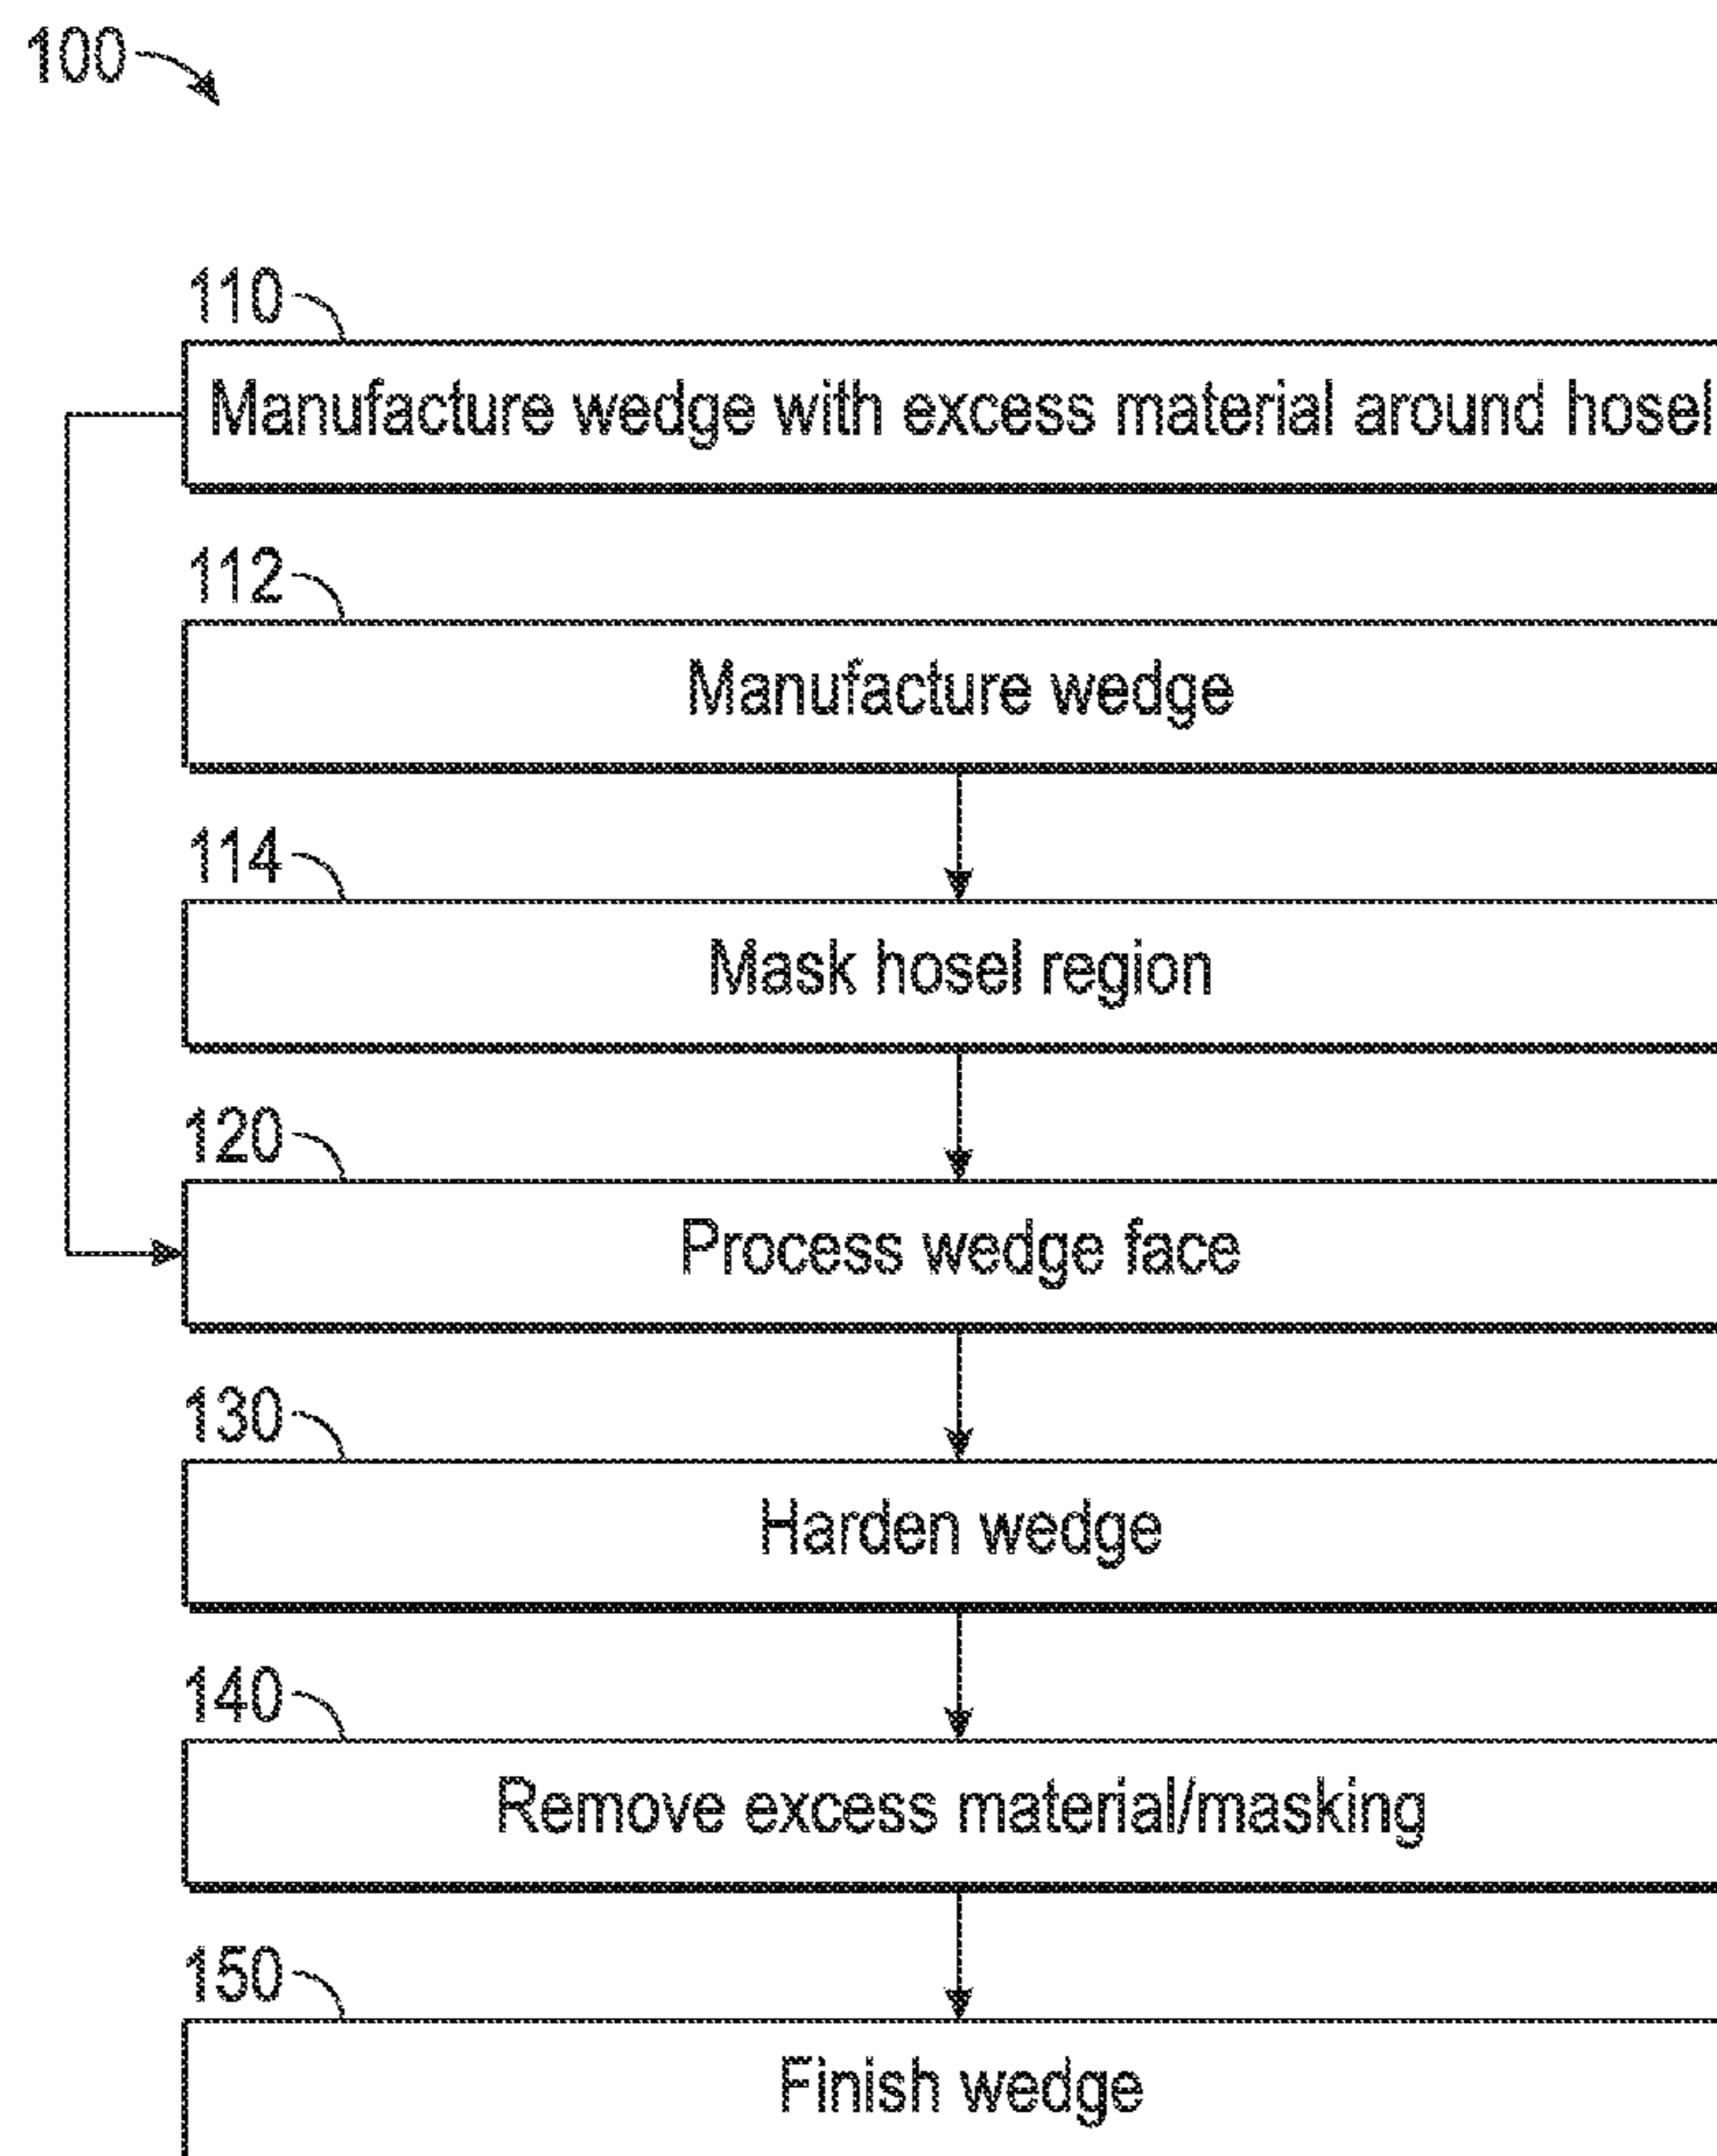 100
110
Manufacture wedge with excess material around hosel
112
Manufacture wedge
114
Mask hosel region
120
Process wedge face
130
Harden wedge
140
Remove excess material/masking
150
Finish wedge